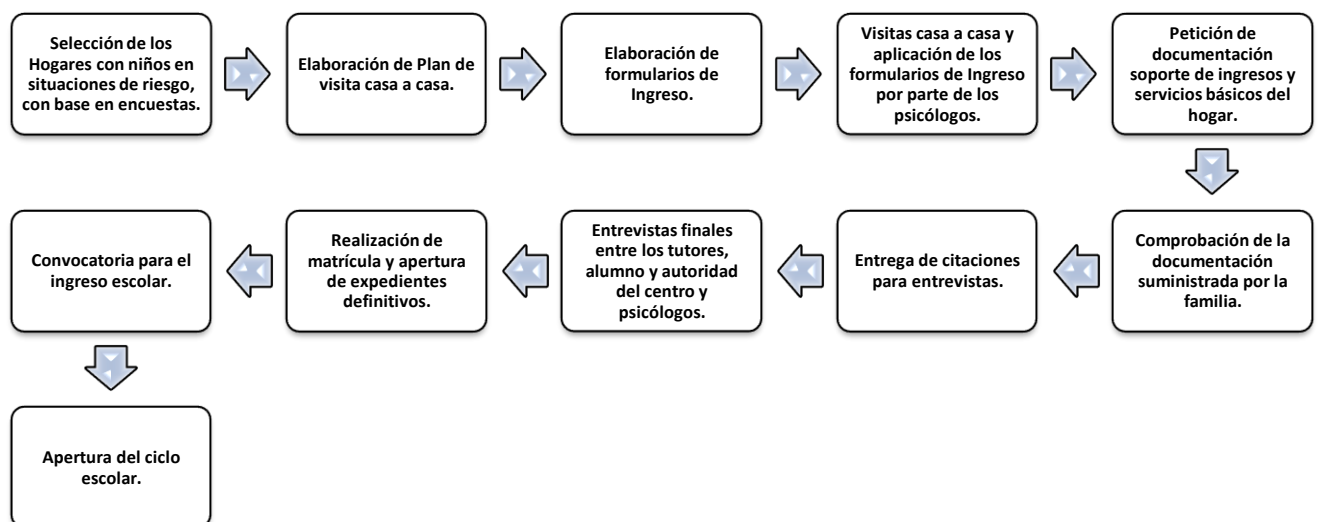 Selección de los
Hogares con niños en
situaciones de riesgo,
con base en encuestas.
Elaboración de Plan de
visita casa a casa.
Elaboración de
formularios de
Ingreso.
Visitas casa a casa y
aplicación de los
formularios de Ingreso
por parte de los
psicólogos.
Petición de
documentación
soporte de ingresos y
servicios básicos del
hogar.
Comprobación de la
documentación
suministrada por la
familia.
Entrega de citaciones
para entrevistas.
Entrevistas finales
entre los tutores,
alumno y autoridad
del centro y
psicólogos.
Realización de
matrícula y apertura
de expedientes
definitivos.
Convocatoria para el
ingreso escolar.
Apertura del ciclo
escolar.